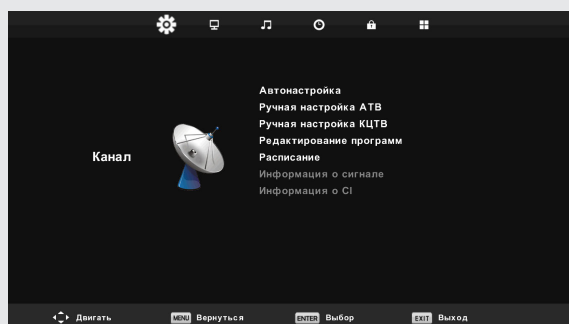 Автонастройка
Ручная настройка АТВ
Ручная настройка КЦТВ
Редактирование программ
Канал
Расписание
Информация о сигнале
Информация о CI
Двигать MENU Вернуться ENTER Выбор EXIT Выход